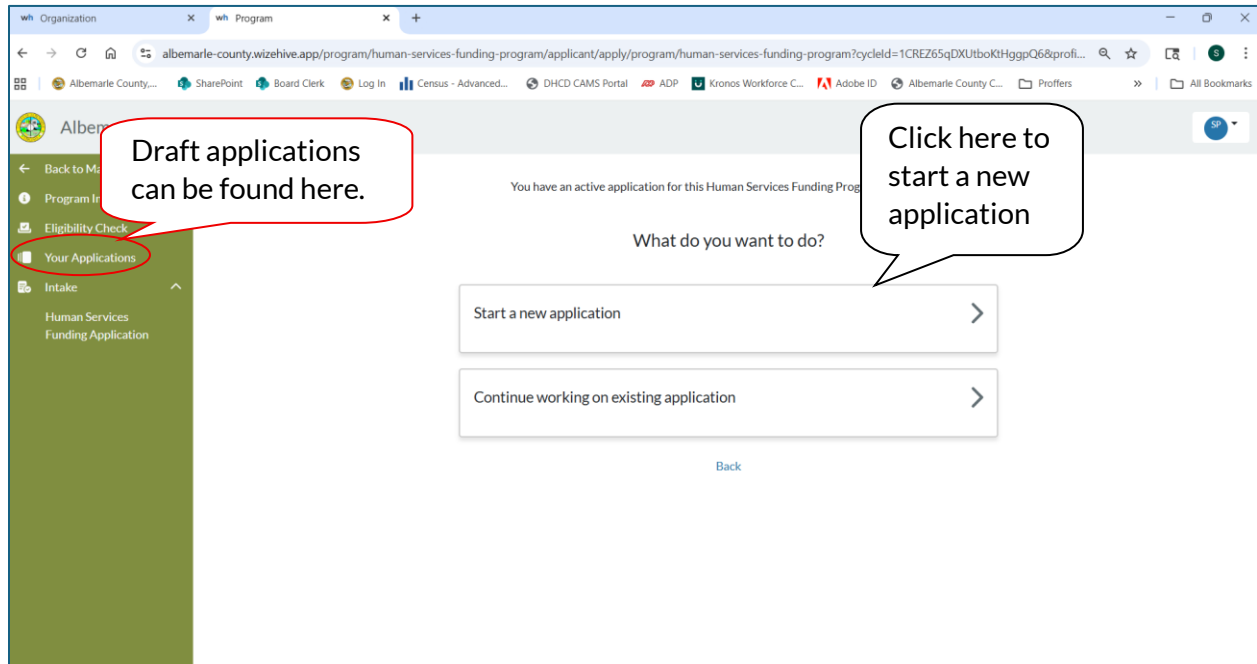 wh Organization
wh Program
albemarle-county.wizehive.app/program/human-services-funding-program/applicant/apply/program/human-services-funding-program?cycleId=1CREZ65qDXUtboKtHggpQ6&profi...
S
Albemarle County,...
SharePoint
Board Clerk
Log In
Census - Advanced...
DHCD CAMS Portal
ADP
Kronos Workforce C...
Adobe ID
Albemarle County C...
Proffers
»
All Bookmarks
Albem
SP
Draft applications
can be found here.
Click here to
start a new
application
Back to Ma
Program In
Eligibility Check
Your Applications
Intake
Human Services
Funding Application
You have an active application for this Human Services Funding Prog
What do you want to do?
Start a new application
Continue working on existing application
Back